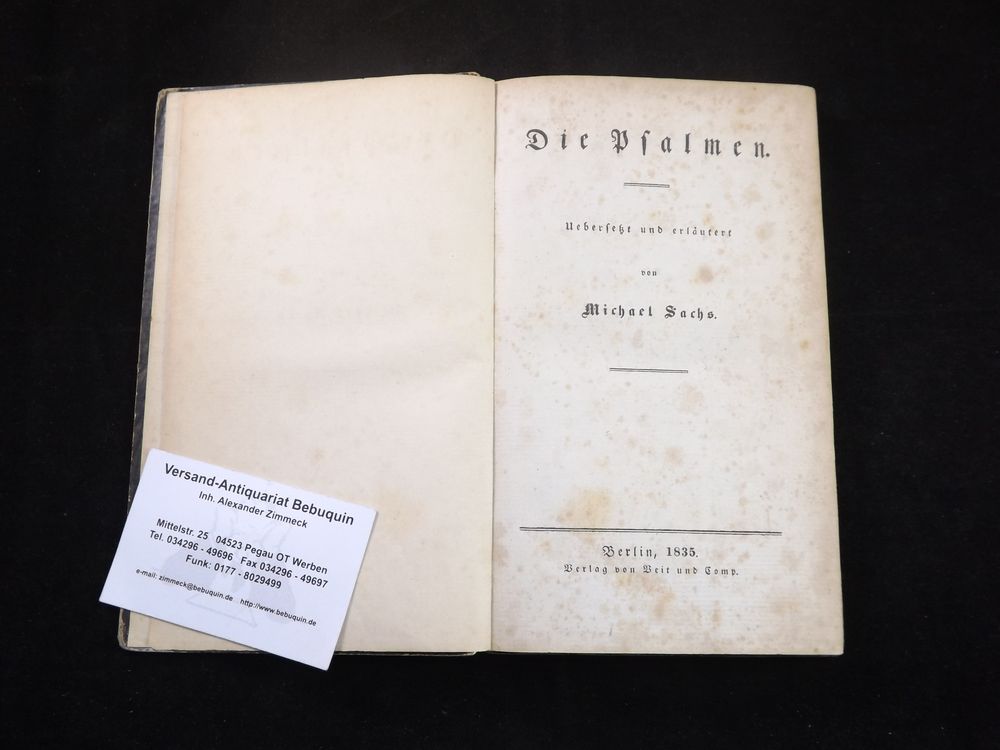 Die Psalmen.
Uebersetzt und erläutert
von
Michael Sachs.
Berlin, 1835.
Verlag von Veit und Comp.
Versand-Antiquariat Bebuquin
Inh. Alexander Zimmeck
Mittelstr. 25 04523 Pegau OT Werben
Tel. 034296 - 49696 Fax 034296 - 49697
Funk: 0177 - 8029499
e-mail: zimmeck@bebuquin.de http://www.bebuquin.de